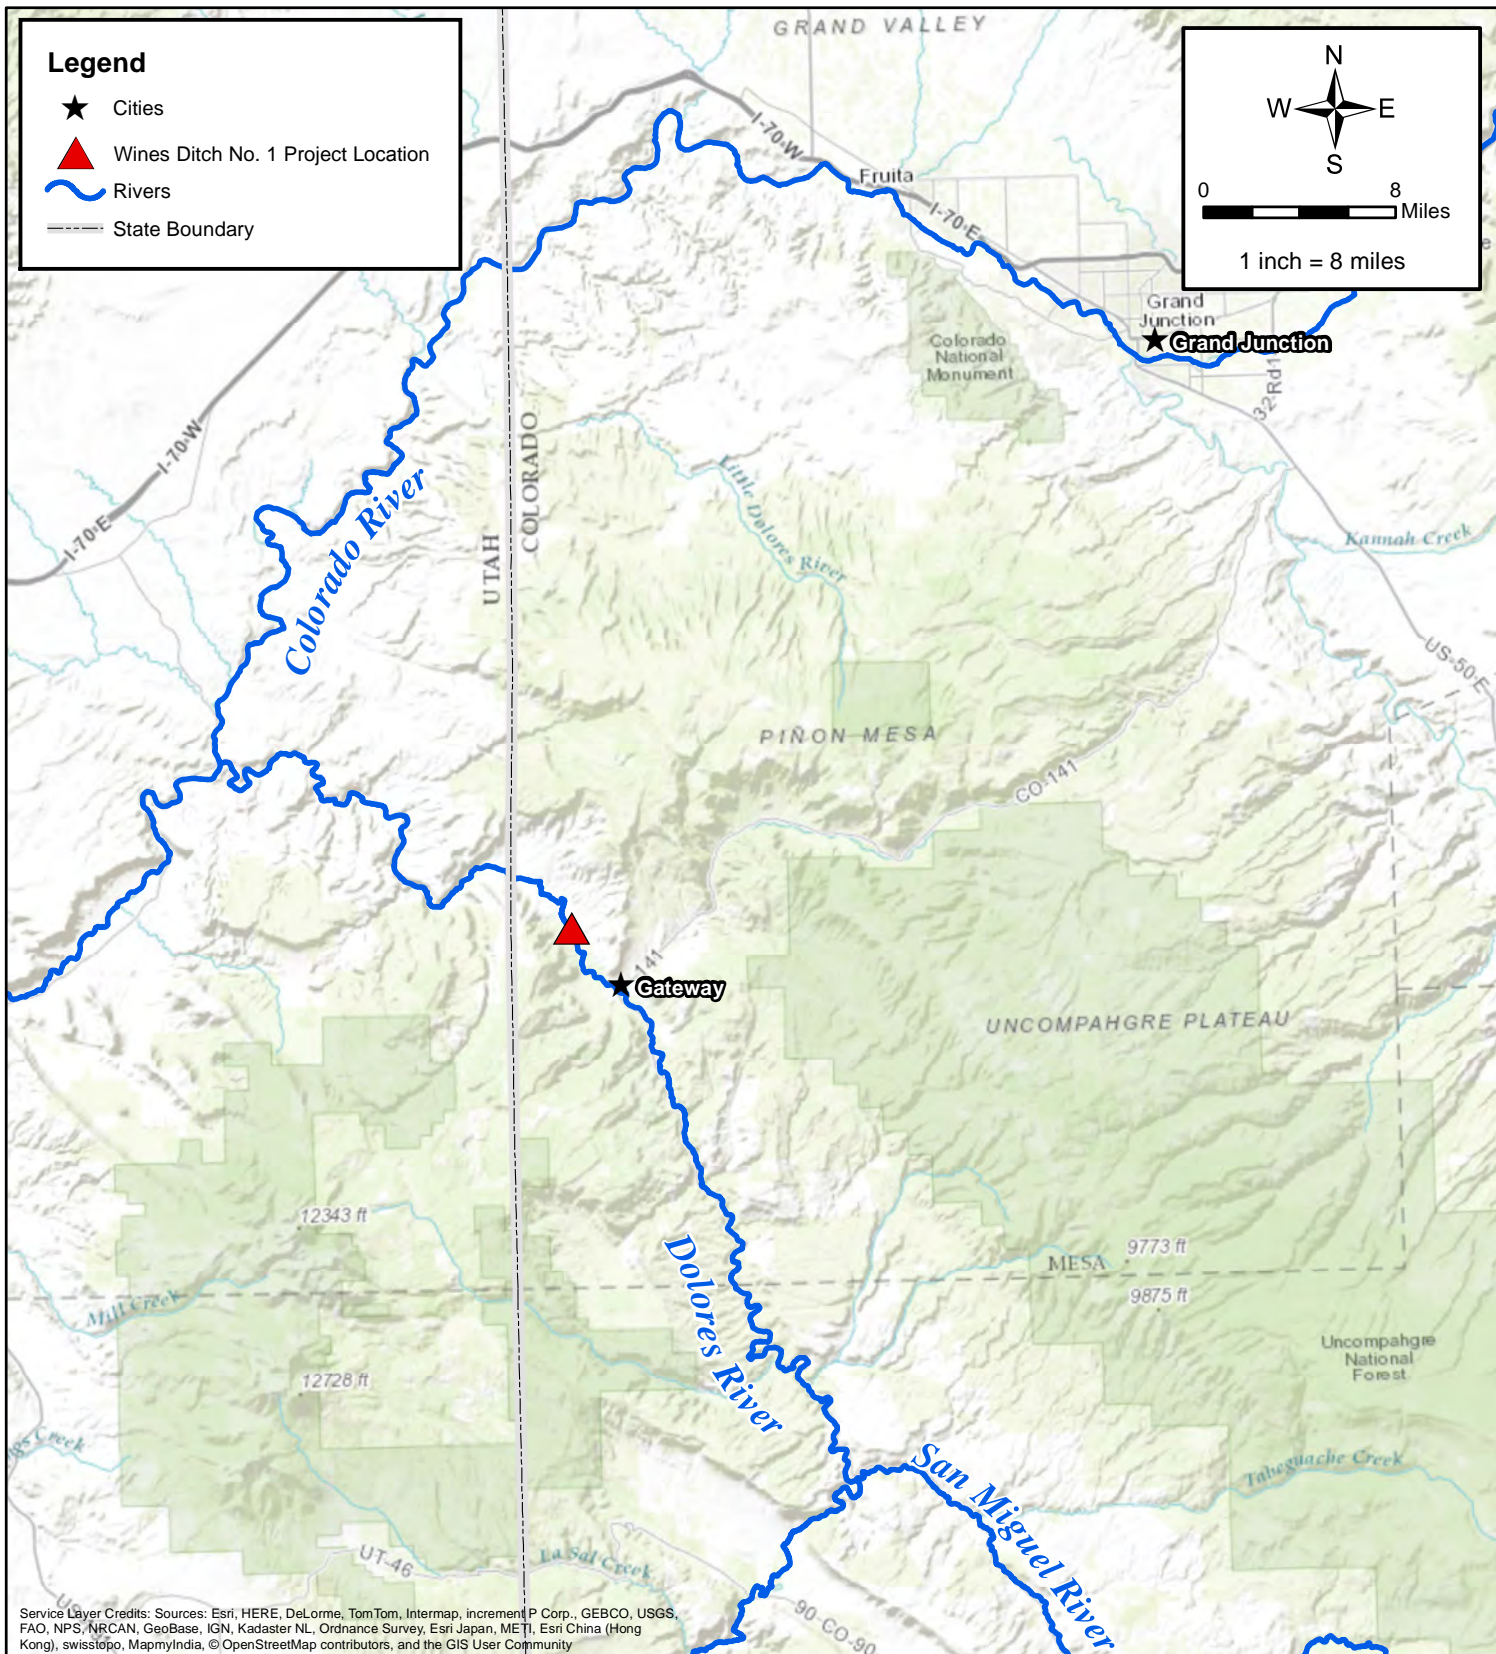 GRAND VALLEY
Legend
Cities
Wines Ditch No. 1 Project Location
Rivers
State Boundary
N
W E
S
0 8
Miles
1 inch = 8 miles
I-70-W
Fruita
I-70-E
Grand
Junction
Grand Junction
Colorado
National
Monument
32 Rd
I-70-W
I-70-E
Colorado River
UTAH
COLORADO
Little Dolores River
Kannah Creek
US-50-E
PIÑON MESA
CO-141
141
Gateway
UNCOMPAHGRE PLATEAU
12343 ft
Mill Creek
Dolores River
9773 ft
MESA
9875 ft
Uncompahgre
National
Forest
12728 ft
Creek
San Miguel River
Tabeguache Creek
UT-46
La Sal Creek
90 CO-90
Service Layer Credits: Sources: Esri, HERE, DeLorme, TomTom, Intermap, increment P Corp., GEBCO, USGS,
FAO, NPS, NRCAN, GeoBase, IGN, Kadaster NL, Ordnance Survey, Esri Japan, METI, Esri China (Hong
Kong), swisstopo, MapmyIndia, © OpenStreetMap contributors, and the GIS User Community